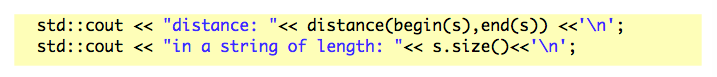 std::cout << "distance: "<< distance(begin(s),end(s)) <<'\n';
std::cout << "in a string of length: "<< s.size()<<'\n';